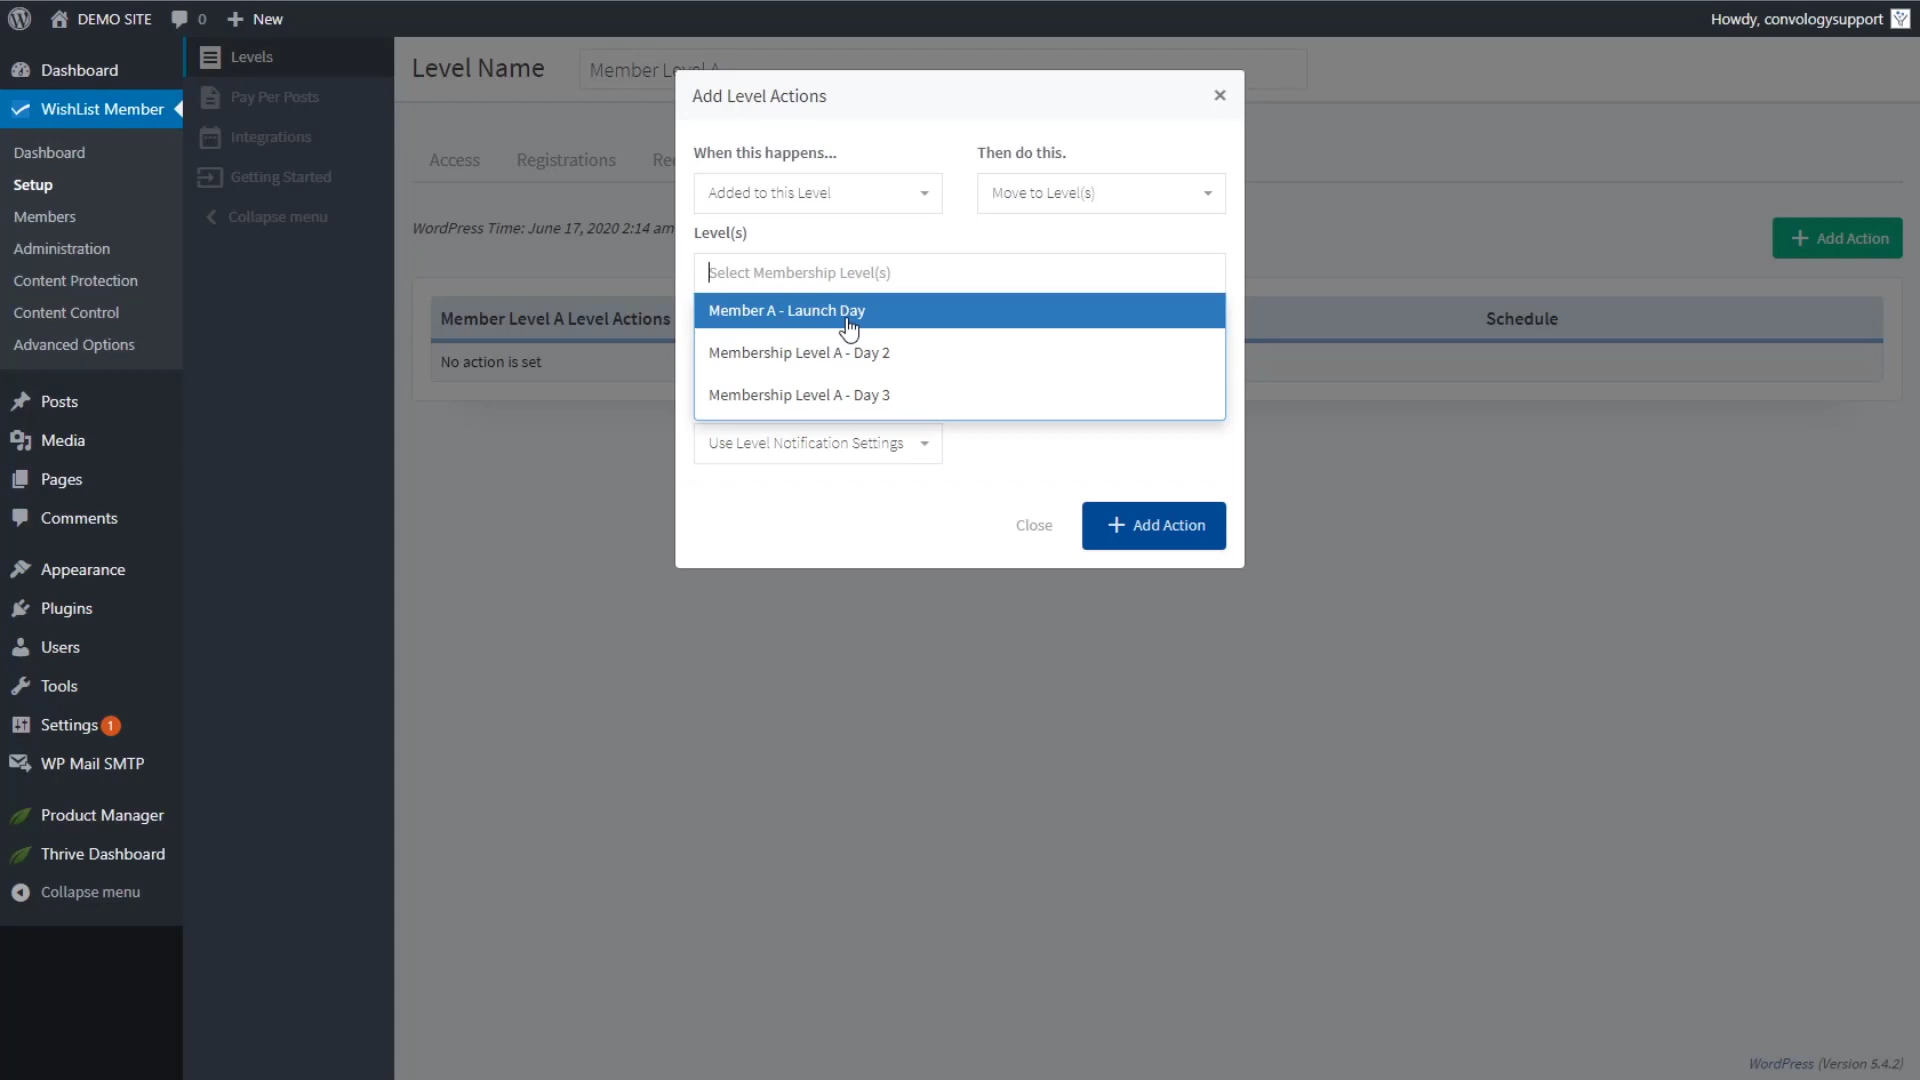 DEMO SITE
0
New
Howdy, convologysupport
Dashboard
WishList Member
Dashboard
Setup
Members
Administration
Content Protection
Content Control
Advanced Options
Posts
Media
Pages
Comments
Appearance
Plugins
Users
Tools
Settings 1
WP Mail SMTP
Product Manager
Thrive Dashboard
Collapse menu
Levels
Pay Per Posts
Integrations
Getting Started
Collapse menu
Level Name
Member Level A
Access
Registrations
WordPress Time: June 17, 2020 2:14 am
Add Action
Member Level A Level Actions
Schedule
No action is set
Add Level Actions
×
When this happens...
Then do this.
Added to this Level
Move to Level(s)
Level(s)
Select Membership Level(s)
Member A - Launch Day
Membership Level A - Day 2
Membership Level A - Day 3
Use Level Notification Settings
Close
Add Action
WordPress (Version 5.4.2)